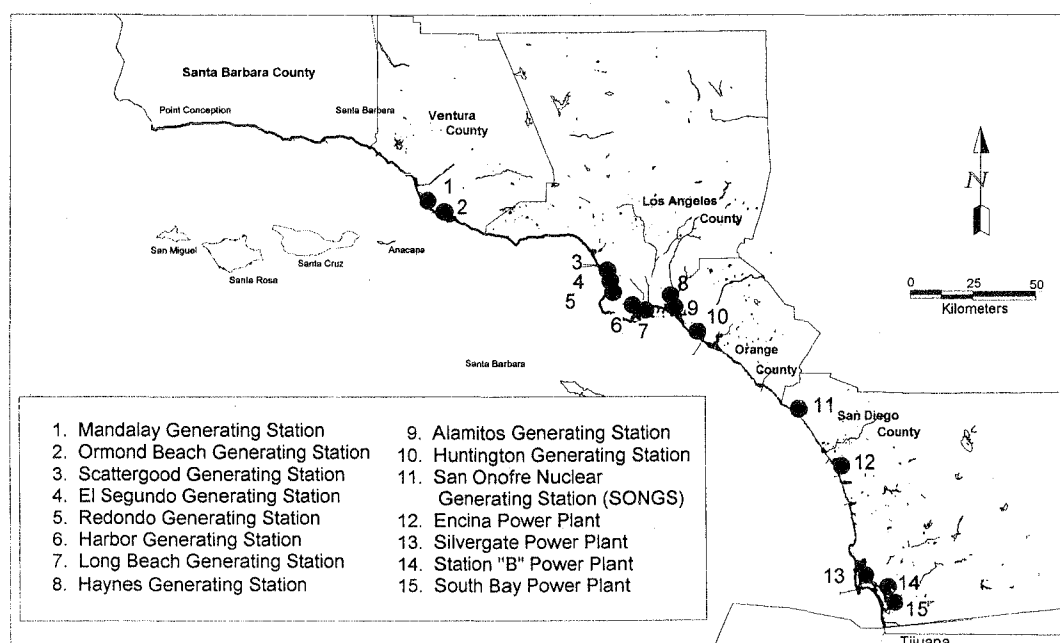 Santa Barbara County
Point Conception
Santa Barbara
Ventura
County
1
2
Los Angeles
County
N
San Miguel
Santa Rosa
Santa Cruz
Anacapa
3
4
5
6
7
8
9
10
0 25 50
Kilometers
Orange
County
Santa Barbara
11
San Diego
County
12
13
14
15
Tijuana
1. Mandalay Generating Station
2. Ormond Beach Generating Station
3. Scattergood Generating Station
4. El Segundo Generating Station
5. Redondo Generating Station
6. Harbor Generating Station
7. Long Beach Generating Station
8. Haynes Generating Station
9. Alamitos Generating Station
10. Huntington Generating Station
11. San Onofre Nuclear
Generating Station (SONGS)
12. Encina Power Plant
13. Silvergate Power Plant
14. Station "B" Power Plant
15. South Bay Power Plant